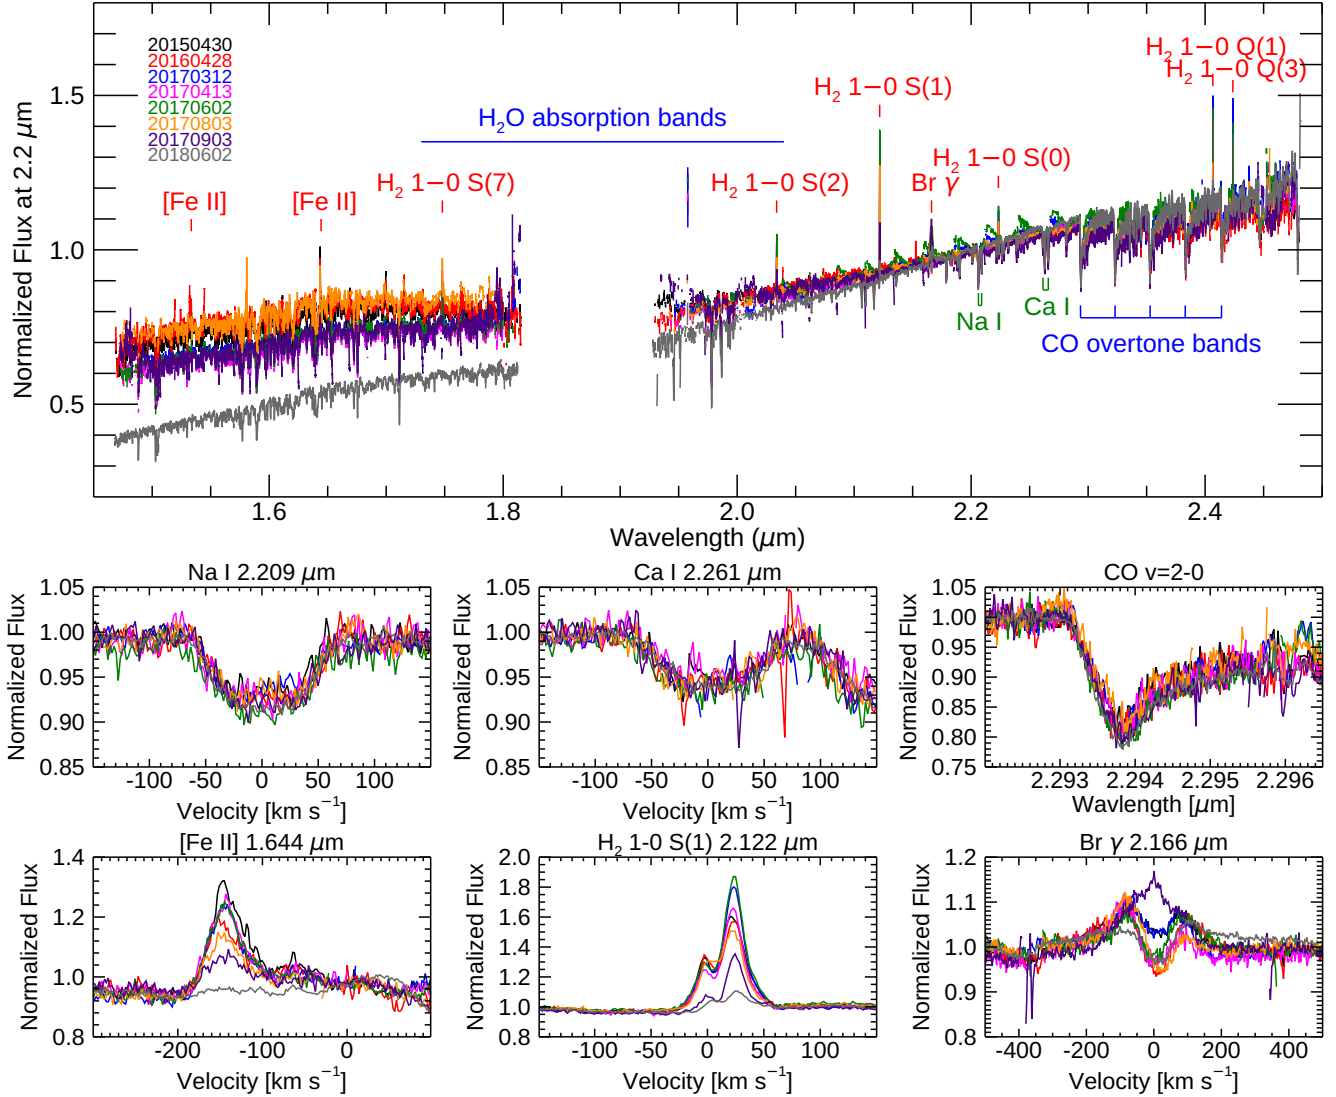 20150430
20160428
20170312
20170413
20170602
20170803
20170903
20180602
H₂O absorption bands
[Fe II]
[Fe II]
H₂ 1−0 S(7)
H₂ 1−0 S(2)
H₂ 1−0 S(1)
Br γ
H₂ 1−0 S(0)
H₂ 1−0 Q(1)
H₂ 1−0 Q(3)
Na I
Ca I
CO overtone bands
Normalized Flux at 2.2 μm
1.5
1.0
0.5
1.6 1.8 2.0 2.2 2.4
Wavelength (μm)
Na I 2.209 μm
Normalized Flux
1.05
1.00
0.95
0.90
0.85
-100 -50 0 50 100
Velocity [km s⁻¹]
Ca I 2.261 μm
Normalized Flux
1.05
1.00
0.95
0.90
0.85
-100 -50 0 50 100
Velocity [km s⁻¹]
CO v=2-0
Normalized Flux
1.05
1.00
0.95
0.90
0.85
0.80
0.75
2.293 2.294 2.295 2.296
Wavlength [μm]
[Fe II] 1.644 μm
Normalized Flux
1.4
1.2
1.0
0.8
-200 -100 0
Velocity [km s⁻¹]
H₂ 1-0 S(1) 2.122 μm
Normalized Flux
2.0
1.8
1.6
1.4
1.2
1.0
0.8
-100 -50 0 50 100
Velocity [km s⁻¹]
Br γ 2.166 μm
Normalized Flux
1.2
1.1
1.0
0.9
0.8
-400 -200 0 200 400
Velocity [km s⁻¹]